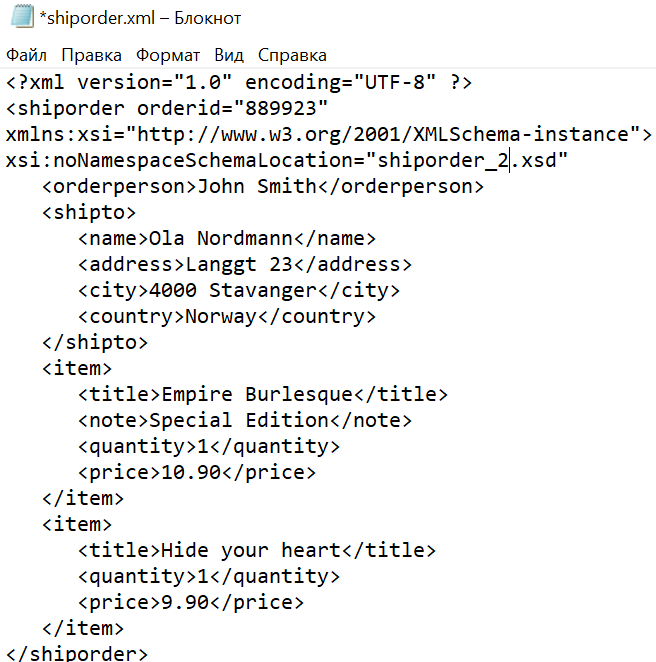 *shiporder.xml – Блокнот
Файл Правка Формат Вид Справка
<?xml version="1.0" encoding="UTF-8" ?>
<shiporder orderid="889923"
xmlns:xsi="http://www.w3.org/2001/XMLSchema-instance">
xsi:noNamespaceSchemaLocation="shiporder_2.xsd"
   <orderperson>John Smith</orderperson>
   <shipto>
      <name>Ola Nordmann</name>
      <address>Langgt 23</address>
      <city>4000 Stavanger</city>
      <country>Norway</country>
   </shipto>
   <item>
      <title>Empire Burlesque</title>
      <note>Special Edition</note>
      <quantity>1</quantity>
      <price>10.90</price>
   </item>
   <item>
      <title>Hide your heart</title>
      <quantity>1</quantity>
      <price>9.90</price>
   </item>
</shiporder>